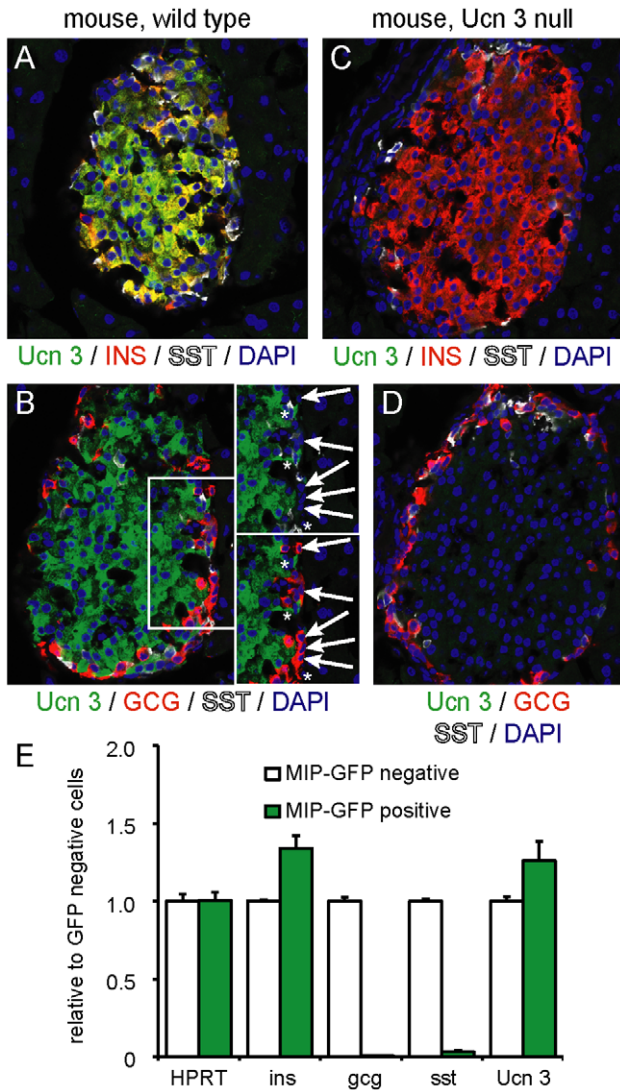 mouse, wild type
mouse, Ucn 3 null
A
C
Ucn 3 / INS / SST / DAPI
Ucn 3 / INS / SST / DAPI
B
*
*
*
*
*
*
D
Ucn 3 / GCG / SST / DAPI
Ucn 3 / GCG
SST / DAPI
E
relative to GFP negative cells
2.0
1.5
1.0
0.5
0
MIP-GFP negative
MIP-GFP positive
HPRT
ins
gcg
sst
Ucn 3